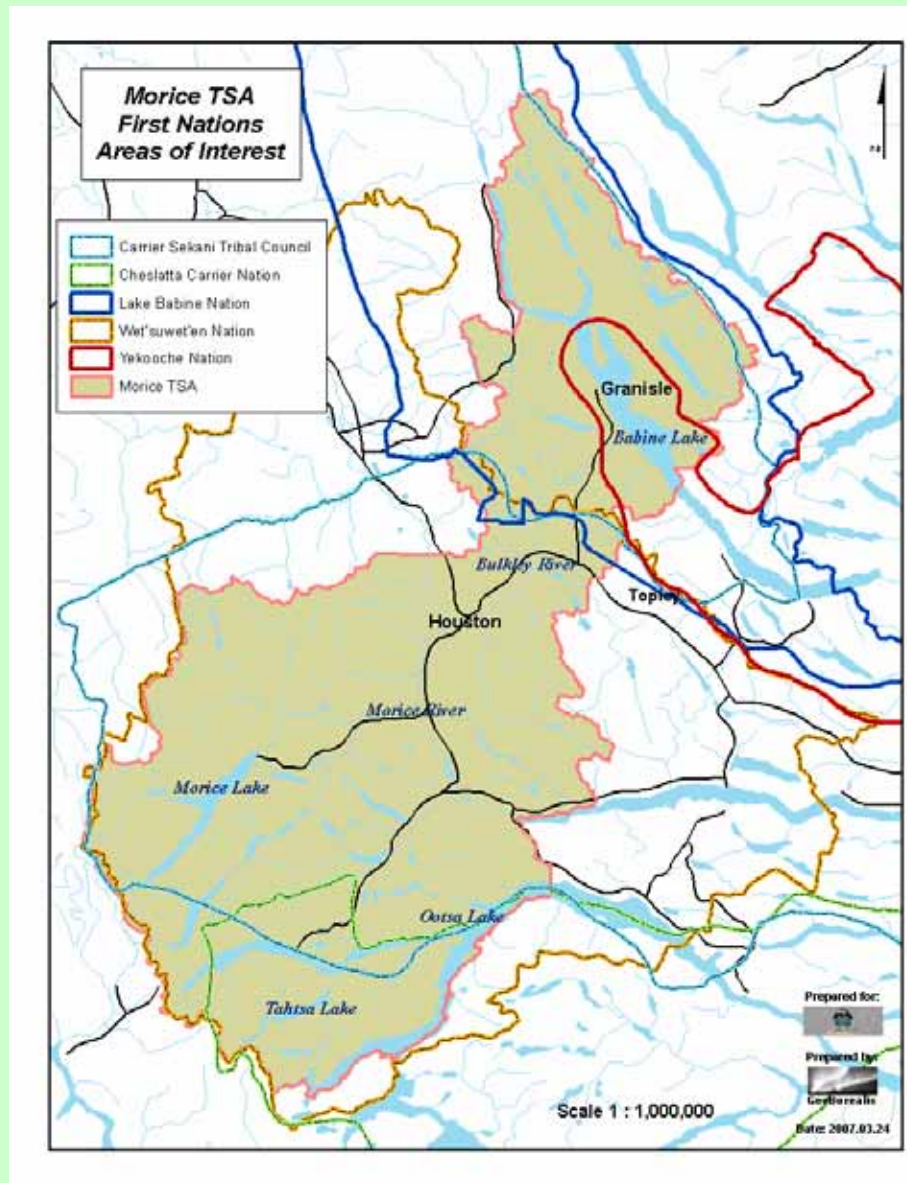 Morice TSA
First Nations
Areas of Interest
Carrier Sekani Tribal Council
Cheslatta Carrier Nation
Lake Babine Nation
Wet'suwet'en Nation
Yekooche Nation
Morice TSA
Granisle
Babine Lake
Bulkley River
Topley
Houston
Morice River
Morice Lake
Ootsa Lake
Tahtsa Lake
Prepared for:
Prepared by:
GeoBorealis
Scale 1 : 1,000,000
Date: 2007.03.24